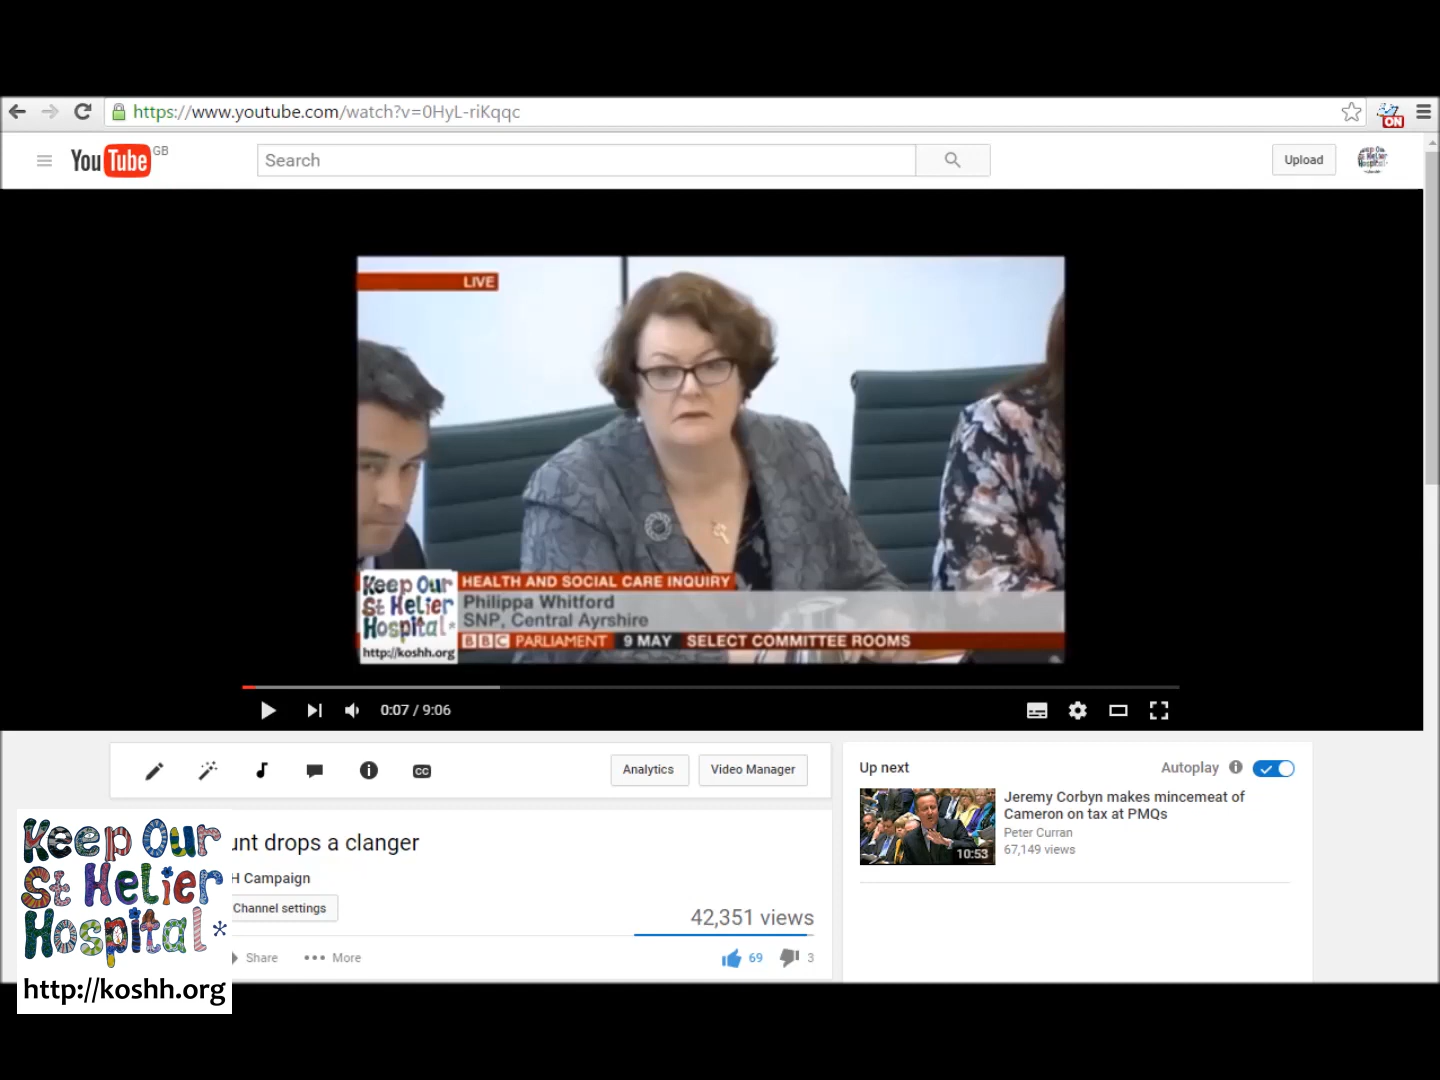 https://www.youtube.com/watch?v=0HyL-riKqqc
ON
YouTube GB
Search
Upload
LIVE
HEALTH AND SOCIAL CARE INQUIRY
Philippa Whitford
SNP, Central Ayrshire
BBC PARLIAMENT 9 MAY SELECT COMMITTEE ROOMS
Keep Our
St Helier
Hospital*
http://koshh.org
0:07 / 9:06
CC
Analytics
Video Manager
Up next
Autoplay
Jeremy Corbyn makes mincemeat of
Cameron on tax at PMQs
Peter Curran
67,149 views
10:53
unt drops a clanger
H Campaign
Channel settings
42,351 views
Share
More
69
3
Keep Our
St Helier
Hospital*
http://koshh.org